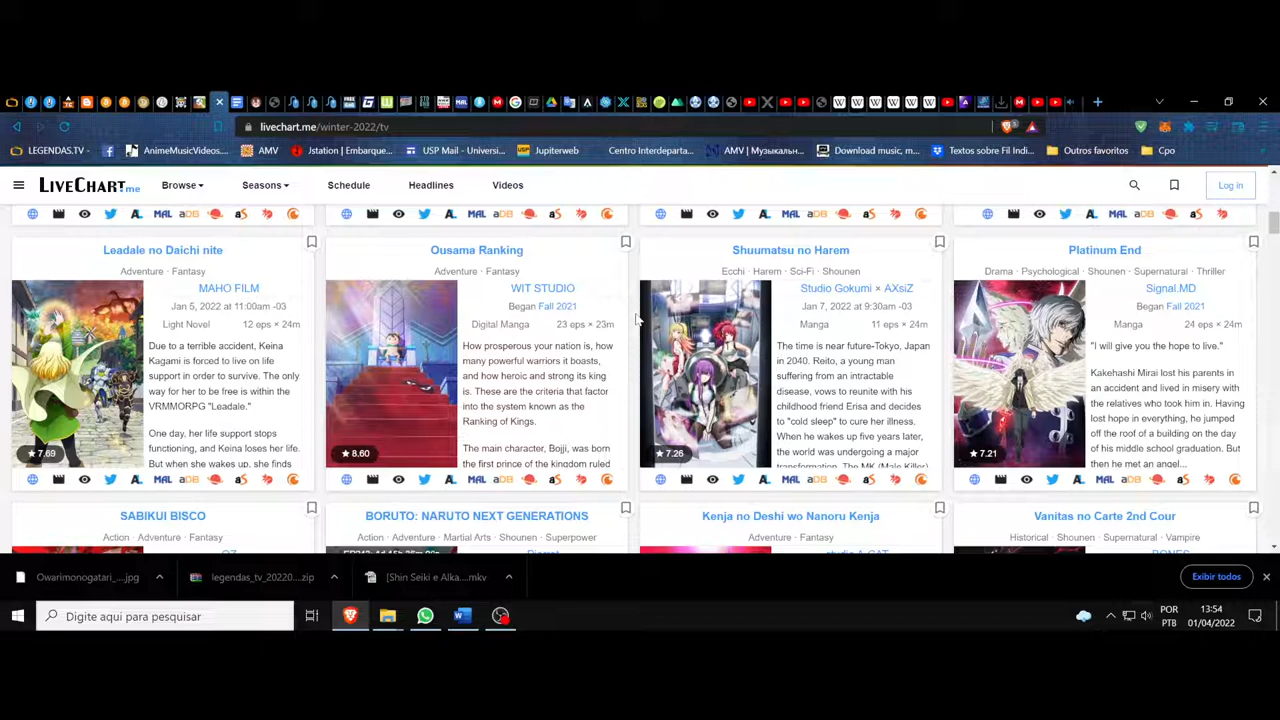 livechart.me/winter-2022/tv
LEGENDAS.TV
AnimeMusicVideos...
AMV
Jstation | Embarque...
USP Mail - Universi...
Jupiterweb
Centro Interdeparta...
AMV | Музыкальн...
Download music, m...
Textos sobre Fil Indi...
Outros favoritos
Cpo
LIVECHART.me
Browse
Seasons
Schedule
Headlines
Videos
Log in
Leadale no Daichi nite
Adventure · Fantasy
MAHO FILM
Jan 5, 2022 at 11:00am -03
Light Novel 12 eps × 24m
Due to a terrible accident, Keina
Kagami is forced to live on life
support in order to survive. The only
way for her to be free is within the
VRMMORPG "Leadale."
One day, her life support stops
functioning, and Keina loses her life.
But when she wakes up, she finds
★7.69
Ousama Ranking
Adventure · Fantasy
WIT STUDIO
Began Fall 2021
Digital Manga 23 eps × 23m
How prosperous your nation is, how
many powerful warriors it boasts,
and how heroic and strong its king
is. These are the criteria that factor
into the system known as the
Ranking of Kings.
The main character, Bojji, was born
the first prince of the kingdom ruled
★8.60
Shuumatsu no Harem
Ecchi · Harem · Sci-Fi · Shounen
Studio Gokumi × AXsiZ
Jan 7, 2022 at 9:30am -03
Manga 11 eps × 24m
The time is near future-Tokyo, Japan
in 2040. Reito, a young man
suffering from an intractable
disease, vows to reunite with his
childhood friend Erisa and decides
to "cold sleep" to cure her illness.
When he wakes up five years later,
the world was undergoing a major
transformation. The MK (Male Killer)
★7.26
Platinum End
Drama · Psychological · Shounen · Supernatural · Thriller
Signal.MD
Began Fall 2021
Manga 24 eps × 24m
"I will give you the hope to live."
Kakehashi Mirai lost his parents in
an accident and lived in misery with
the relatives who took him in. Having
lost hope in everything, he jumped
off the roof of a building on the day
of his middle school graduation. But
then he met an angel...
★7.21
SABIKUI BISCO
Action · Adventure · Fantasy
OZ
BORUTO: NARUTO NEXT GENERATIONS
Action · Adventure · Martial Arts · Shounen · Superpower
Pierrot
Kenja no Deshi wo Nanoru Kenja
Adventure · Fantasy
studio A-CAT
Vanitas no Carte 2nd Cour
Historical · Shounen · Supernatural · Vampire
BONES
Owarimonogatari_....jpg
legendas_tv_20220....zip
[Shin Seiki e Alka....mkv
Exibir todos
Digite aqui para pesquisar
POR
PTB
13:54
01/04/2022